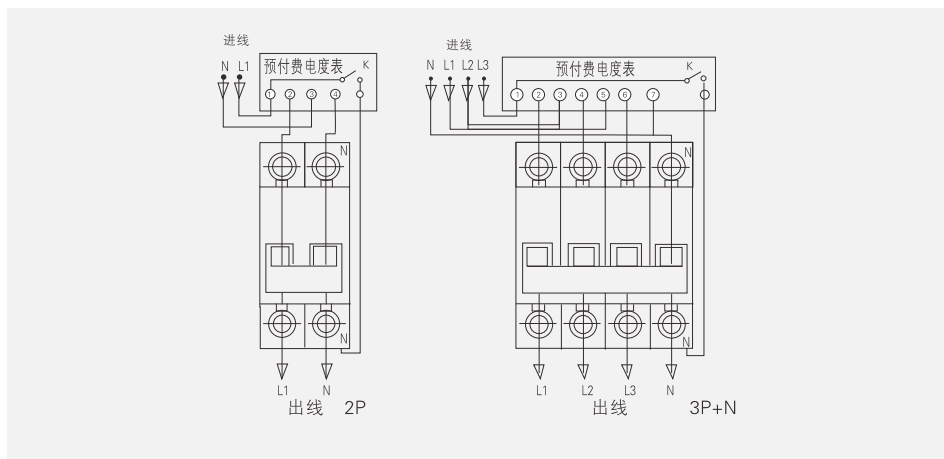 进线
N L1
预付费电度表 K
1 2 3 4
N
N
L1 N
出线 2P
进线
N L1 L2 L3
预付费电度表 K
1 2 3 4 5 6 7
N
N
L1 L2 L3 N
出线 3P+N